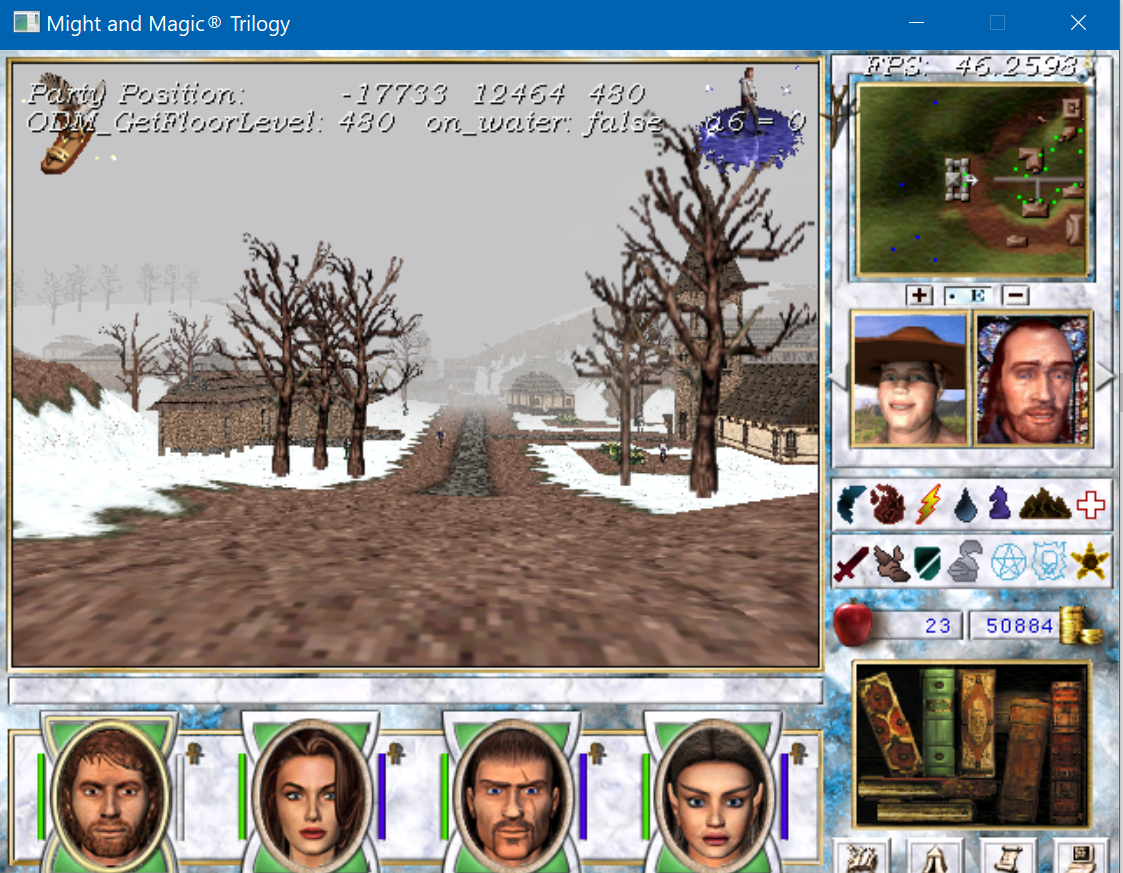 Might and Magic® Trilogy
FPS: 46.2598
Party Position: -17733 12464 480
ODM_GetFloorLevel: 480 on_water: false a6 = 0
E
23
50884